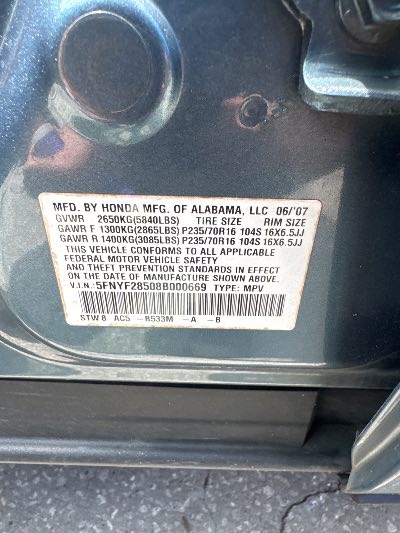 MFD. BY HONDA MFG. OF ALABAMA, LLC 06/'07
GVWR 2650KG(5840LBS) TIRE SIZE RIM SIZE
GAWR F 1300KG(2865LBS) P235/70R16 104S 16X6.5JJ
GAWR R 1400KG(3085LBS) P235/70R16 104S 16X6.5JJ
THIS VEHICLE CONFORMS TO ALL APPLICABLE
FEDERAL MOTOR VEHICLE SAFETY
AND THEFT PREVENTION STANDARDS IN EFFECT
ON THE DATE OF MANUFACTURE SHOWN ABOVE.
V.I.N.: 5FNYF28508B000669 TYPE: MPV
STW 8 AC5 -B533M -A -B